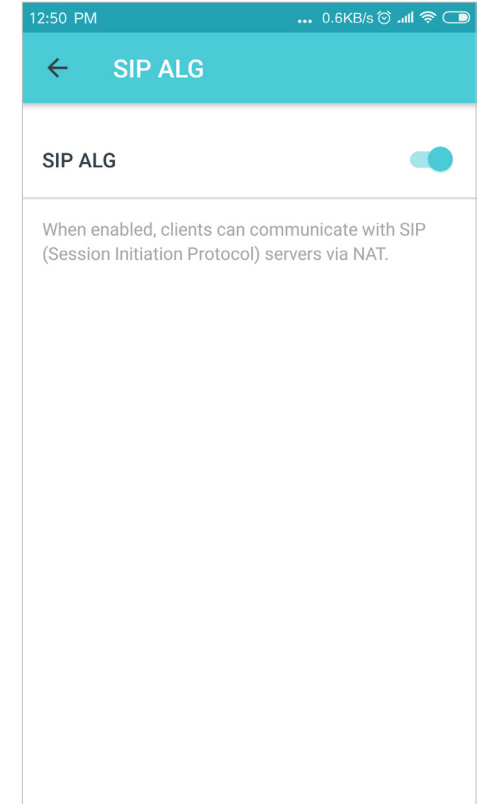 12:50 PM ... 0.6KB/s
SIP ALG
SIP ALG
When enabled, clients can communicate with SIP
(Session Initiation Protocol) servers via NAT.